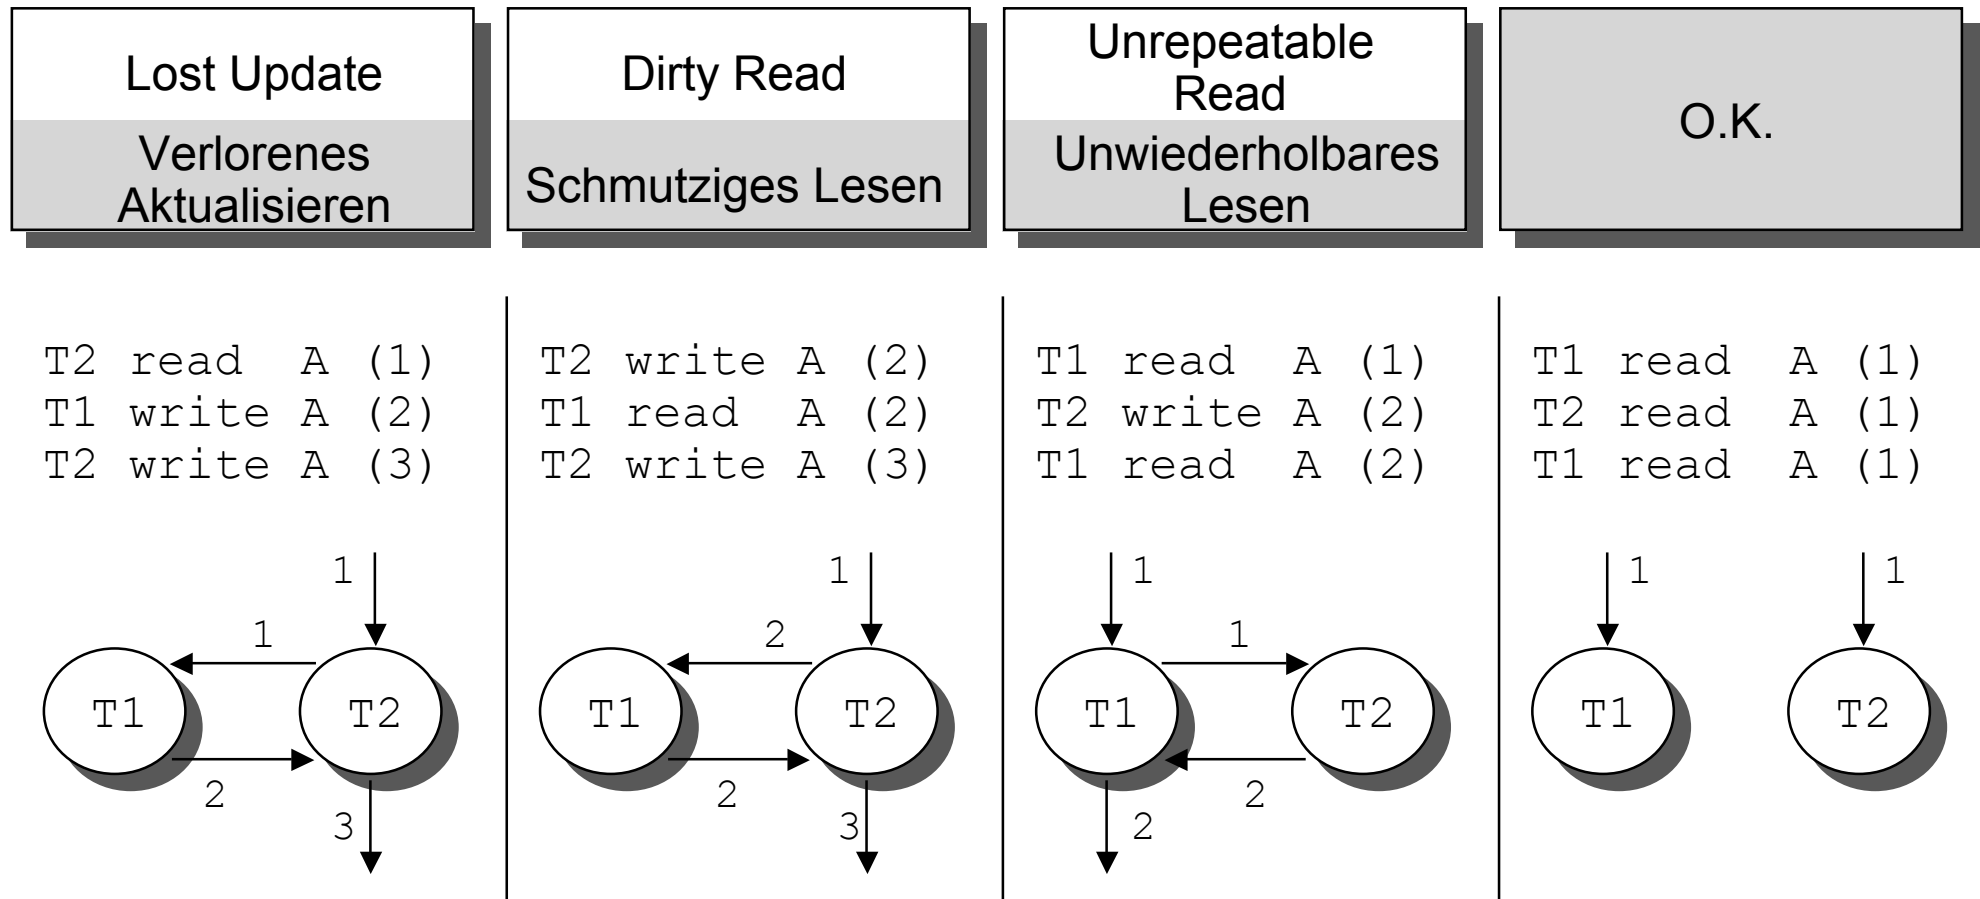 Lost Update
Verlorenes
Aktualisieren
Dirty Read
Schmutziges Lesen
Unrepeatable
Read
Unwiederholbares
Lesen
O.K.
T2 read A (1)
T1 write A (2)
T2 write A (3)
1
1
T1
T2
2
3
T2 write A (2)
T1 read A (2)
T2 write A (3)
1
2
T1
T2
2
3
T1 read A (1)
T2 write A (2)
T1 read A (2)
1
1
T1
T2
2
2
T1 read A (1)
T2 read A (1)
T1 read A (1)
1
1
T1
T2